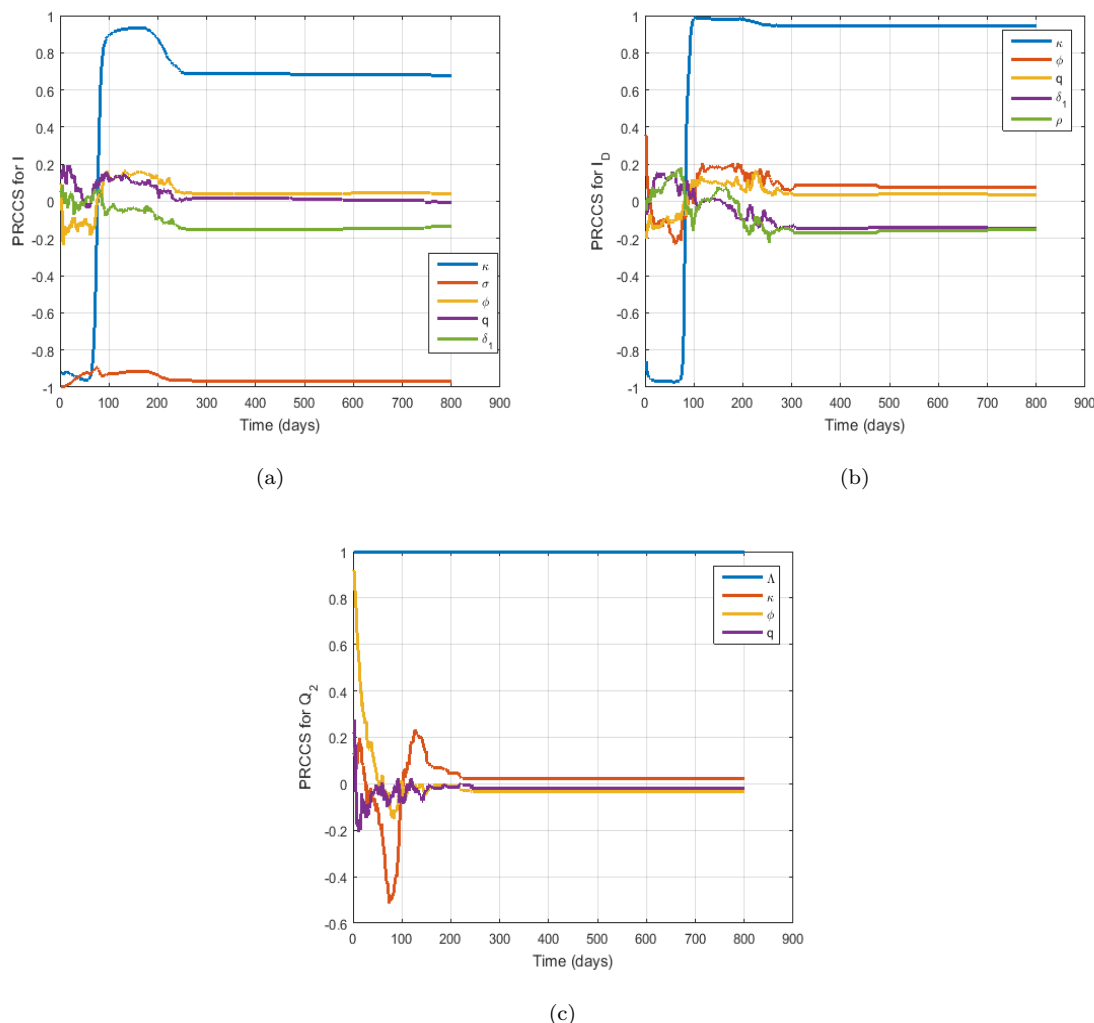 PRCCS for I
1
0.8
0.6
0.4
0.2
0
-0.2
-0.4
-0.6
-0.8
-1
κ
σ
ϕ
q
δ1
0 100 200 300 400 500 600 700 800 900
Time (days)
(a)
PRCCS for ID
1
0.8
0.6
0.4
0.2
0
-0.2
-0.4
-0.6
-0.8
-1
κ
ϕ
q
δ1
ρ
0 100 200 300 400 500 600 700 800 900
Time (days)
(b)
PRCCS for Q2
1
0.8
0.6
0.4
0.2
0
-0.2
-0.4
-0.6
Λ
κ
ϕ
q
0 100 200 300 400 500 600 700 800 900
Time (days)
(c)